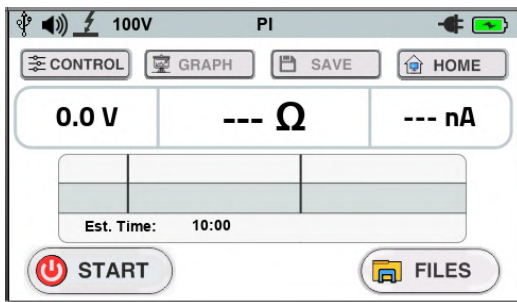 100V PI
CONTROL GRAPH SAVE HOME
0.0 V --- Ω --- nA
Est. Time: 10:00
START FILES